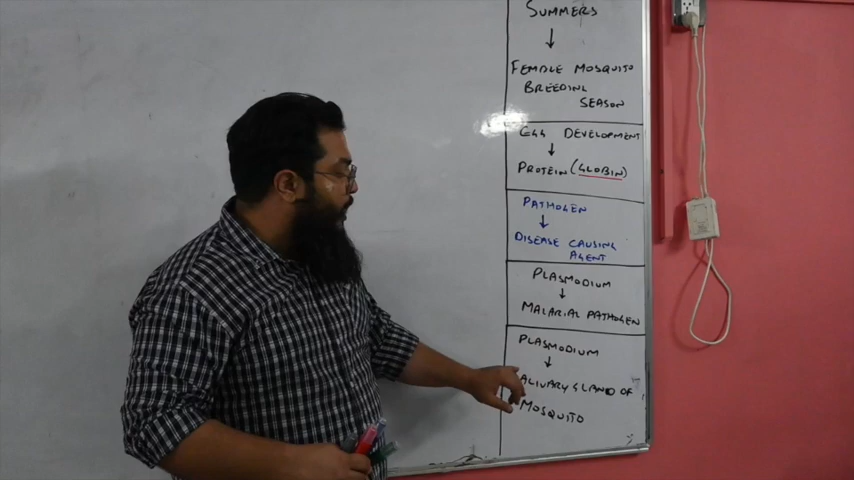 SUMMERS
↓
FEMALE MOSQUITO
BREEDING
SEASON
EGG DEVELOPMENT
↓
PROTEIN (GLOBIN)
PATHOGEN
↓
DISEASE CAUSING
AGENT
PLASMODIUM
↓
MALARIAL PATHOGEN
PLASMODIUM
↓
ALIVARY GLAND OF
MOSQUITO